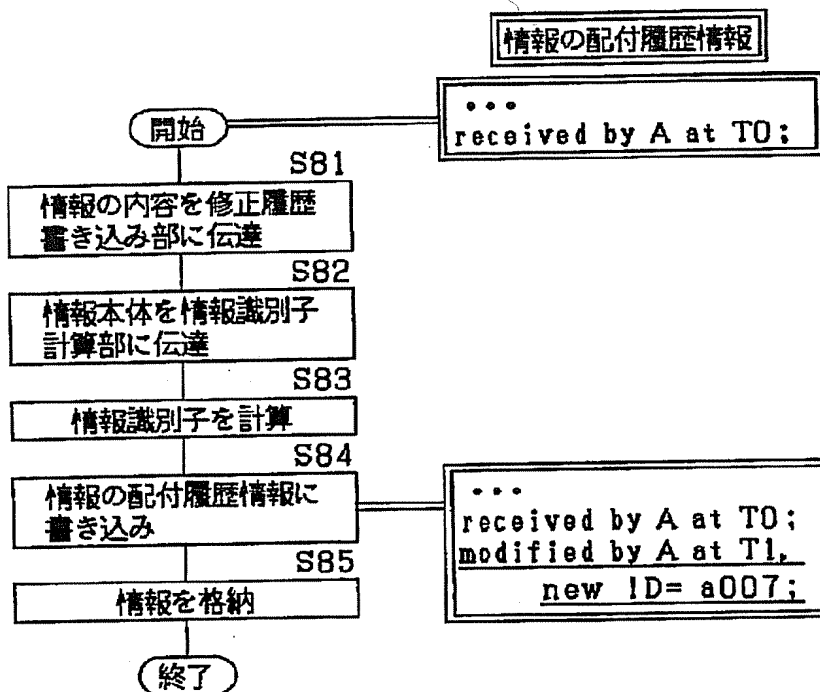 情報の配付履歴情報
・・・
received by A at T0;
開始
S81
情報の内容を修正履歴
書き込み部に伝達
S82
情報本体を情報識別子
計算部に伝達
S83
情報識別子を計算
S84
情報の配付履歴情報に
書き込み
・・・
received by A at T0;
modified by A at T1,
new ID= a007;
S85
情報を格納
終了